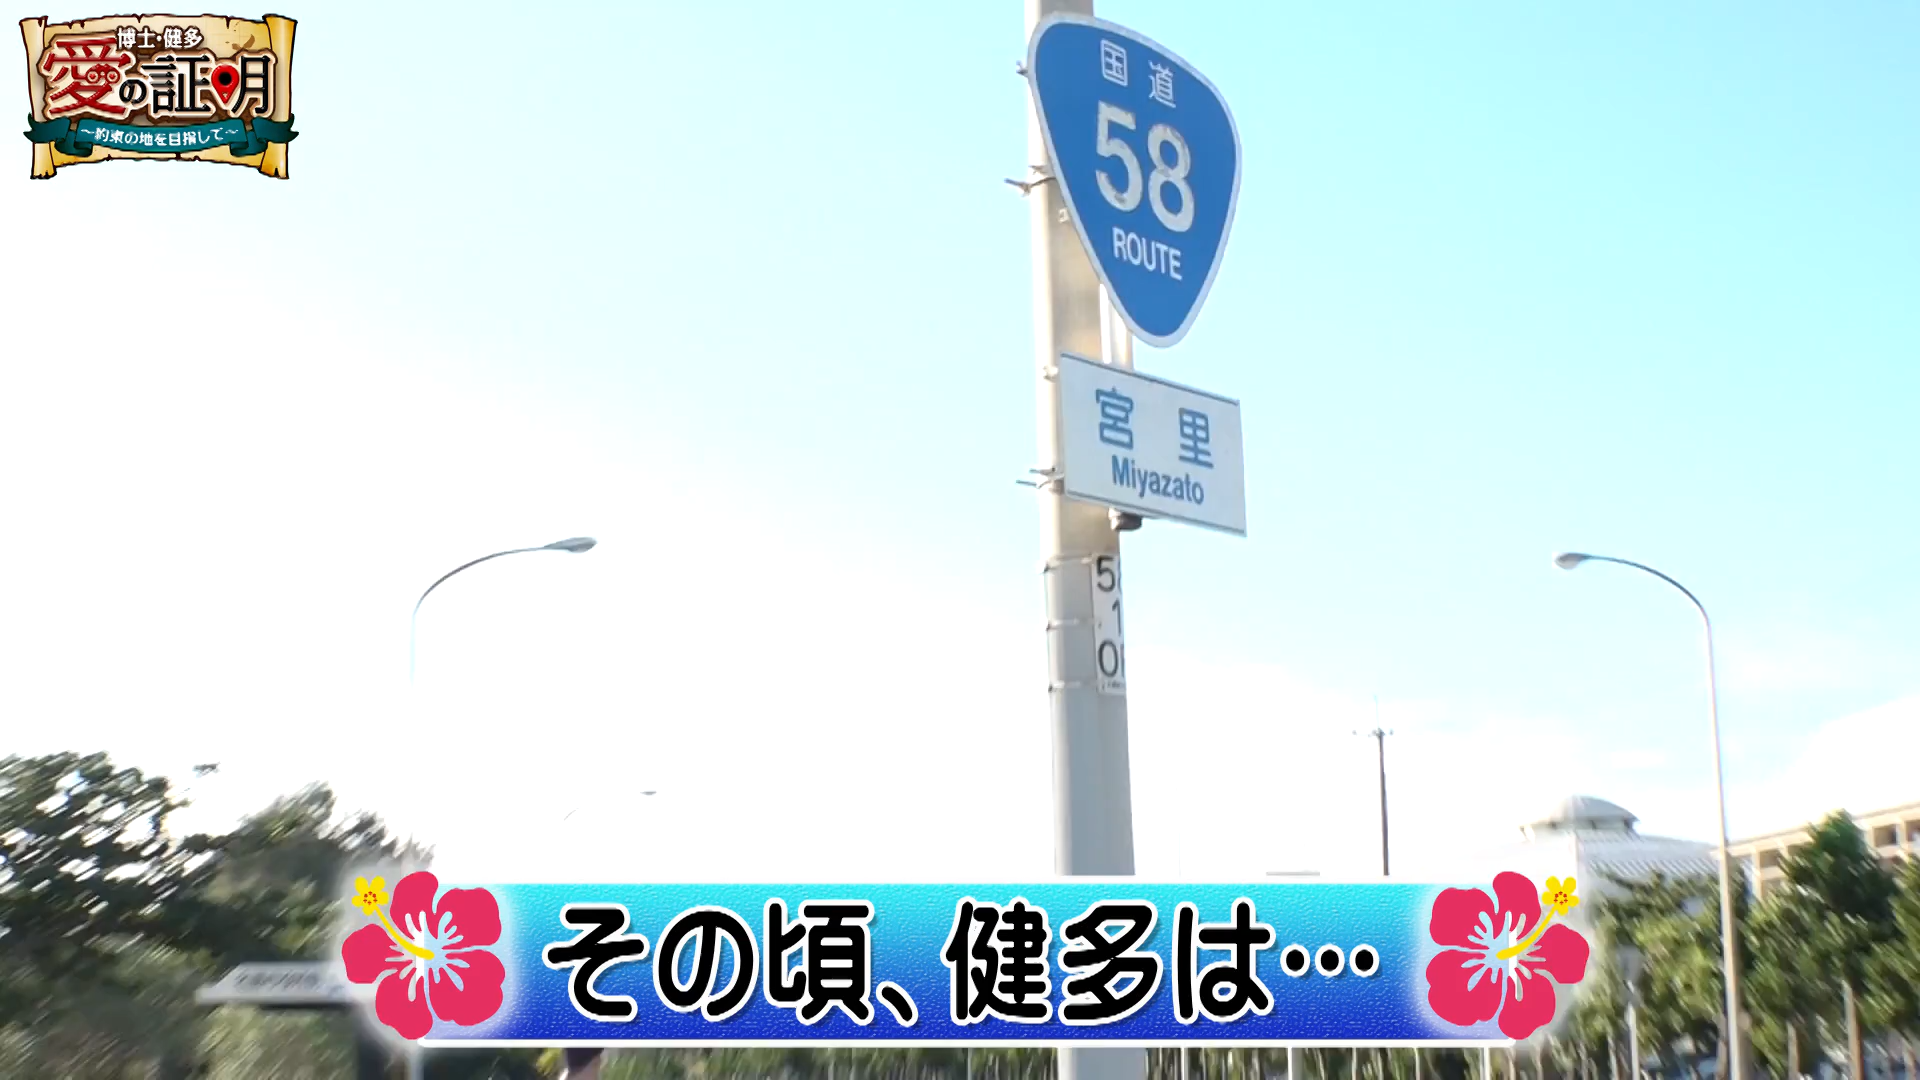 博士・健多
愛の証明
～約束の地を目指して～
国道
58
ROUTE
宮里
Miyazato
その頃、健多は…